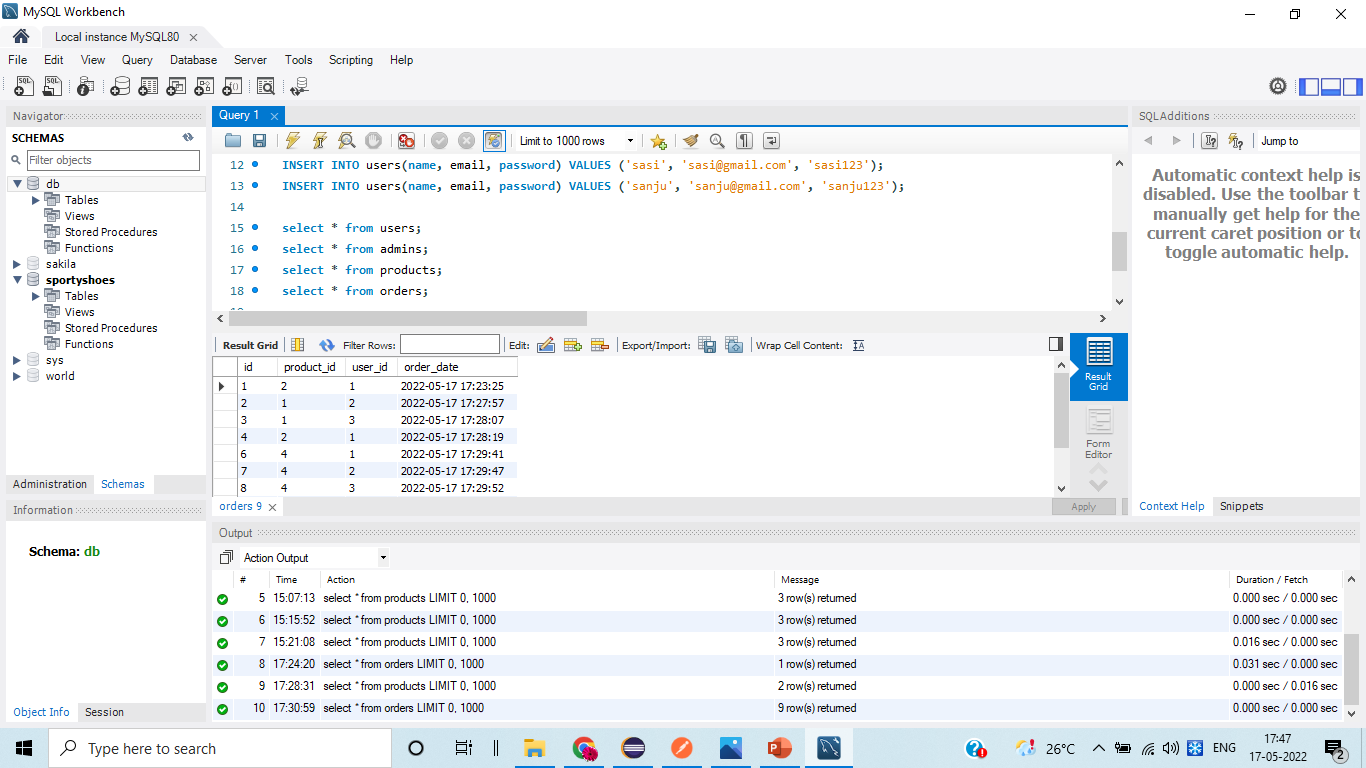 MySQL Workbench
Local instance MySQL80
File Edit View Query Database Server Tools Scripting Help
Navigator
SCHEMAS
Filter objects
db
Tables
Views
Stored Procedures
Functions
sakila
sportyshoes
Tables
Views
Stored Procedures
Functions
sys
world
Administration Schemas
Information
Schema: db
Object Info Session
Query 1
Limit to 1000 rows
12 INSERT INTO users(name, email, password) VALUES ('sasi', 'sasi@gmail.com', 'sasi123');
13 INSERT INTO users(name, email, password) VALUES ('sanju', 'sanju@gmail.com', 'sanju123');
14
15 select * from users;
16 select * from admins;
17 select * from products;
18 select * from orders;
Result Grid Filter Rows: Edit: Export/Import: Wrap Cell Content:
id product_id user_id order_date
1 2 1 2022-05-17 17:23:25
2 1 2 2022-05-17 17:27:57
3 1 3 2022-05-17 17:28:07
4 2 1 2022-05-17 17:28:19
6 4 1 2022-05-17 17:29:41
7 4 2 2022-05-17 17:29:47
8 4 3 2022-05-17 17:29:52
Result
Grid
Form
Editor
orders 9
Apply
SQLAdditions
Jump to
Automatic context help is
disabled. Use the toolbar t
manually get help for the
current caret position or to
toggle automatic help.
Context Help Snippets
Output
Action Output
# Time Action Message Duration / Fetch
5 15:07:13 select * from products LIMIT 0, 1000 3 row(s) returned 0.000 sec / 0.000 sec
6 15:15:52 select * from products LIMIT 0, 1000 3 row(s) returned 0.000 sec / 0.000 sec
7 15:21:08 select * from products LIMIT 0, 1000 3 row(s) returned 0.016 sec / 0.000 sec
8 17:24:20 select * from orders LIMIT 0, 1000 1 row(s) returned 0.031 sec / 0.000 sec
9 17:28:31 select * from products LIMIT 0, 1000 2 row(s) returned 0.000 sec / 0.016 sec
10 17:30:59 select * from orders LIMIT 0, 1000 9 row(s) returned 0.000 sec / 0.000 sec
Type here to search
26°C
ENG
17:47
17-05-2022
2